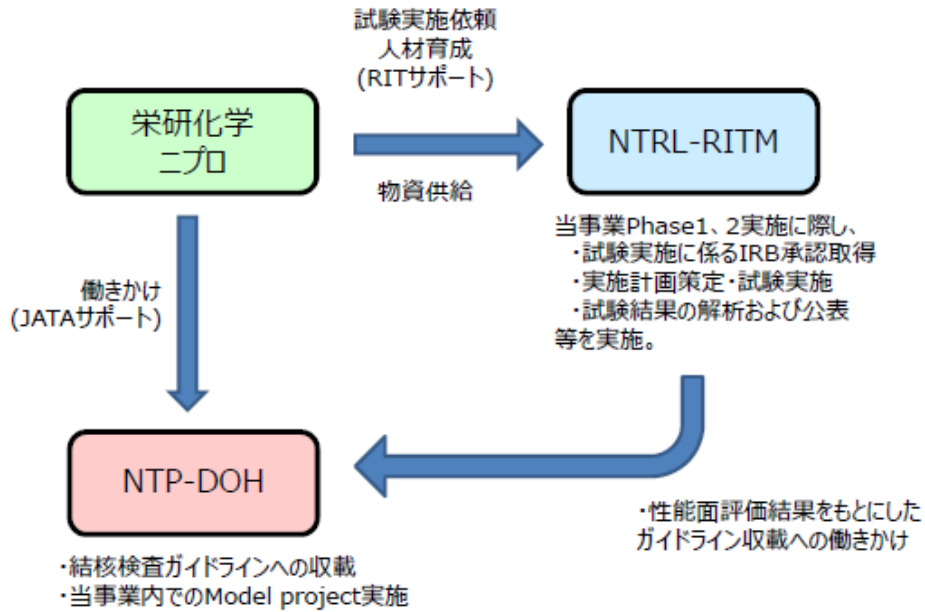 試験実施依頼
人材育成
(RITサポート)
栄研化学
ニプロ
NTRL-RITM
物資供給
当事業Phase1、2実施に際し、
・試験実施に係るIRB承認取得
・実施計画策定・試験実施
・試験結果の解析および公表
等を実施。
働きかけ
(JATAサポート)
NTP-DOH
・性能面評価結果をもとにした
ガイドライン収載への働きかけ
・結核検査ガイドラインへの収載
・当事業内でのModel project実施